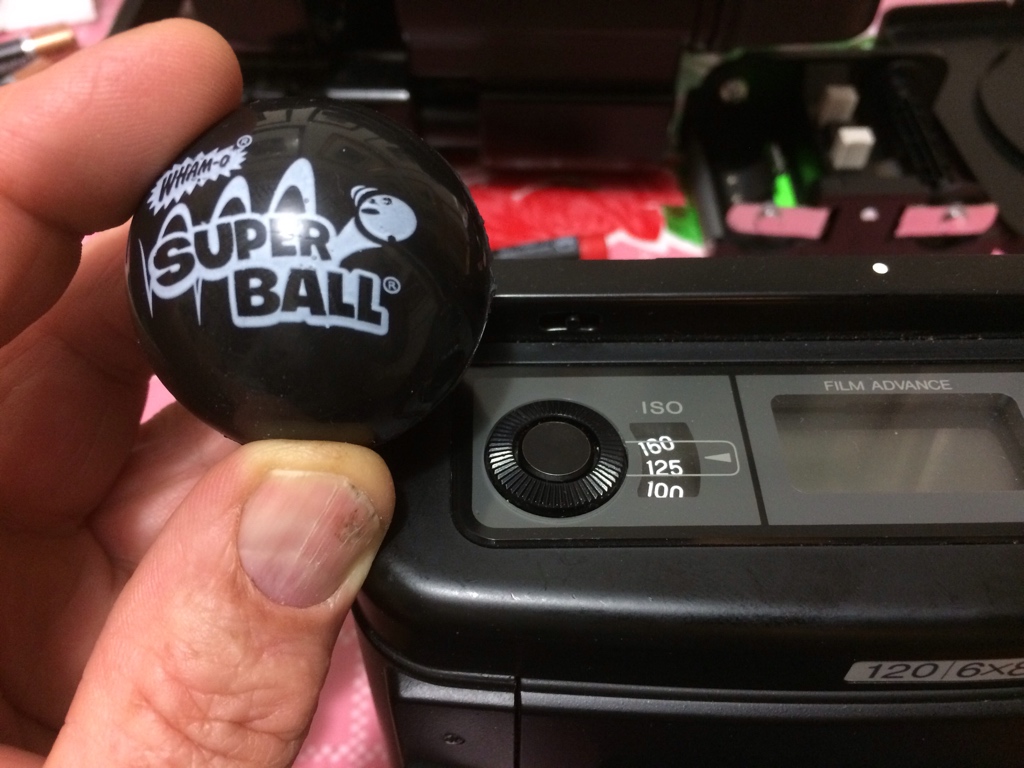 WHAM-O®
SUPER
BALL®
ISO
160
125
100
FILM ADVANCE
120/6X8